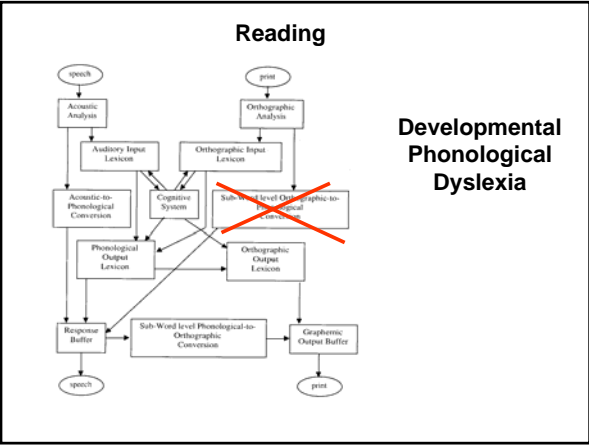 Reading
speech
print
Acoustic
Analysis
Orthographic
Analysis
Developmental
Phonological
Dyslexia
Auditory Input
Lexicon
Orthographic Input
Lexicon
Acoustic-to-
Phonological
Conversion
Cognitive
System
Sub-Word level Orthographic-to-
Phonological
Conversion
Phonological
Output
Lexicon
Orthographic
Output
Lexicon
Response
Buffer
Sub-Word level Phonological-to-
Orthographic
Conversion
Graphemic
Output Buffer
speech
print